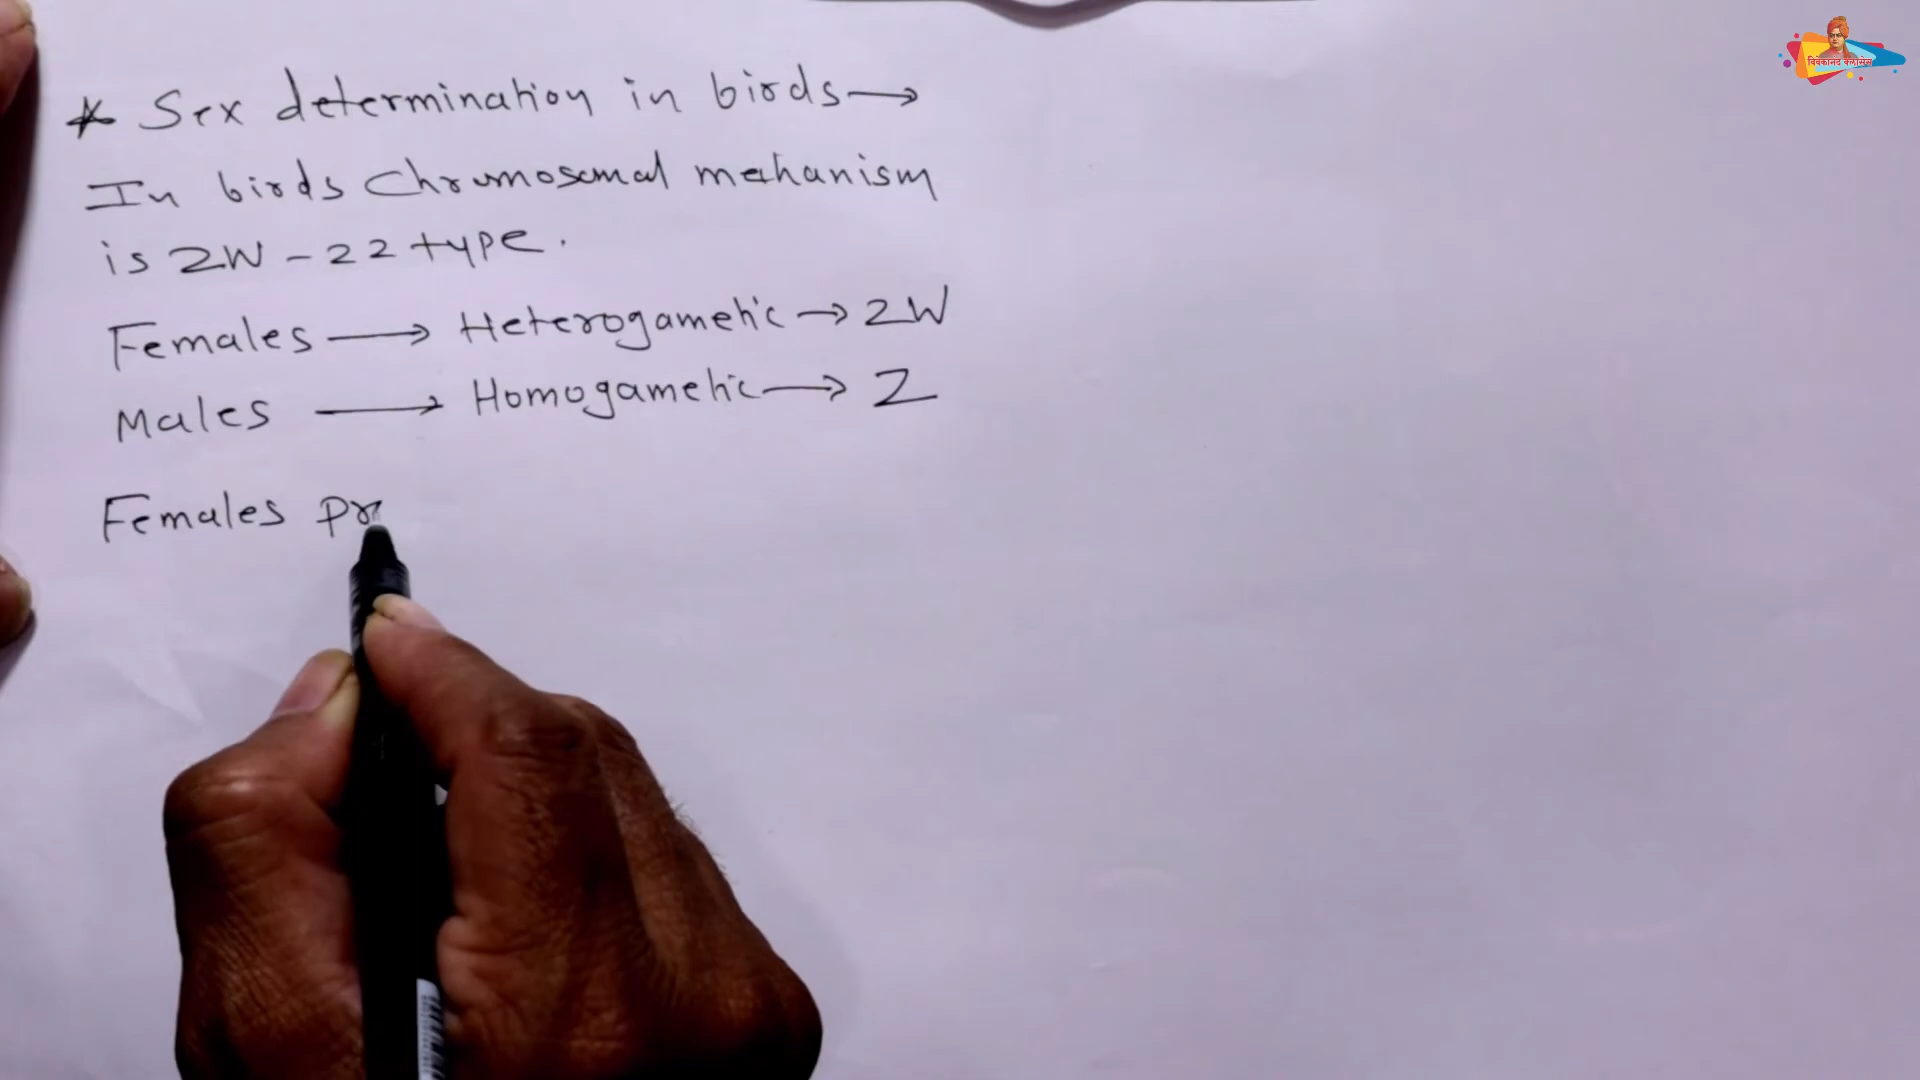 * Sex determination in birds →
In birds Chromosomal mehanism
is ZW - ZZ type.
Females → Heterogametic → ZW
Males → Homogametic → Z
Females pr
विवेकानंद क्लासेस